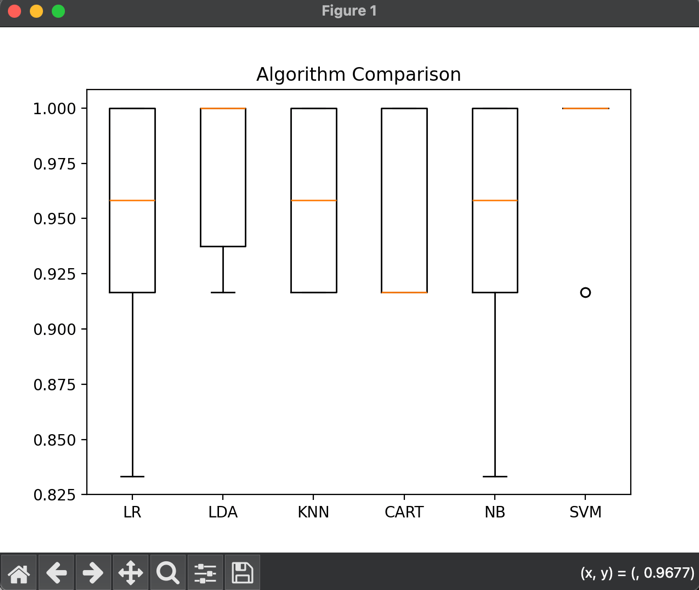 Figure 1
Algorithm Comparison
1.000
0.975
0.950
0.925
0.900
0.875
0.850
0.825
LR LDA KNN CART NB SVM
(x, y) = (, 0.9677)